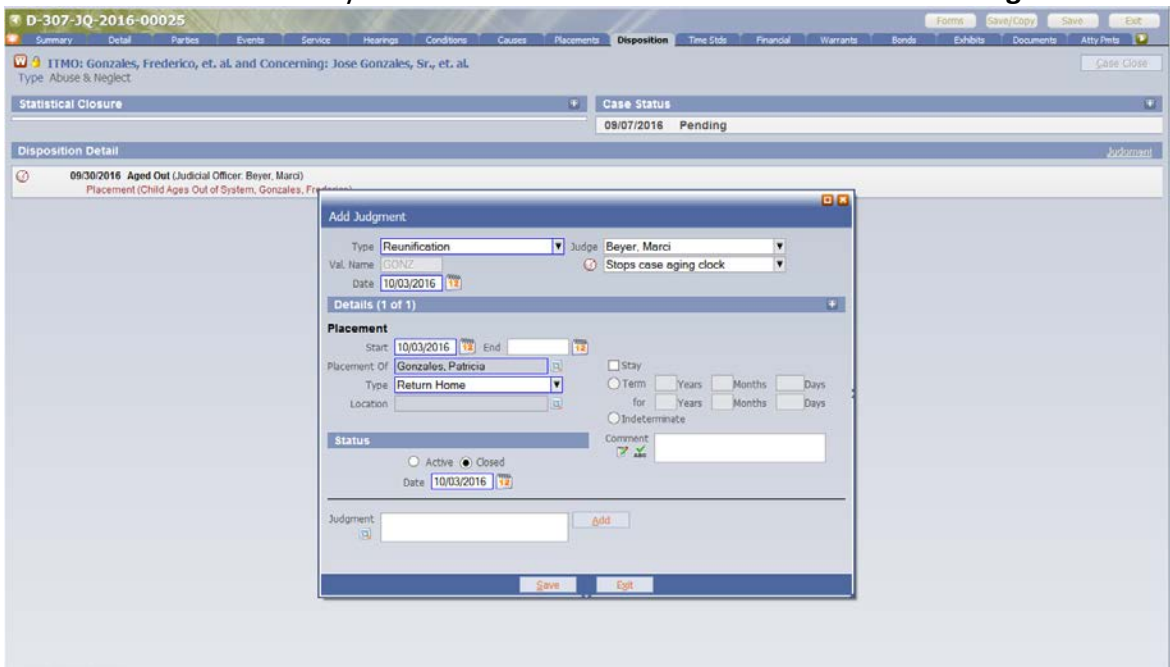 D-307-JQ-2016-00025 Forms Save/Copy Save Exit
Summary Detail Parties Events Service Hearings Conditions Causes Placements Disposition Time Stds Financial Warrants Bonds Exhibits Documents Atty Pmts
W ITMO: Gonzales, Frederico, et. al. and Concerning: Jose Gonzales, Sr., et. al. Case Close
Type Abuse & Neglect
Statistical Closure Case Status
09/07/2016 Pending
Disposition Detail Judgment
09/30/2016 Aged Out (Judicial Officer: Beyer, Marci)
Placement (Child Ages Out of System, Gonzales, Frederico)
Add Judgment
Type Reunification Judge Beyer, Marci
Val. Name GONZ Stops case aging clock
Date 10/03/2016
Details (1 of 1)
Placement
Start 10/03/2016 End
Placement Of Gonzales, Patricia Stay
Type Return Home Term Years Months Days
Location for Years Months Days
Indeterminate
Status Comment
ABC
Active Closed
Date 10/03/2016
Judgment Add
Save Exit